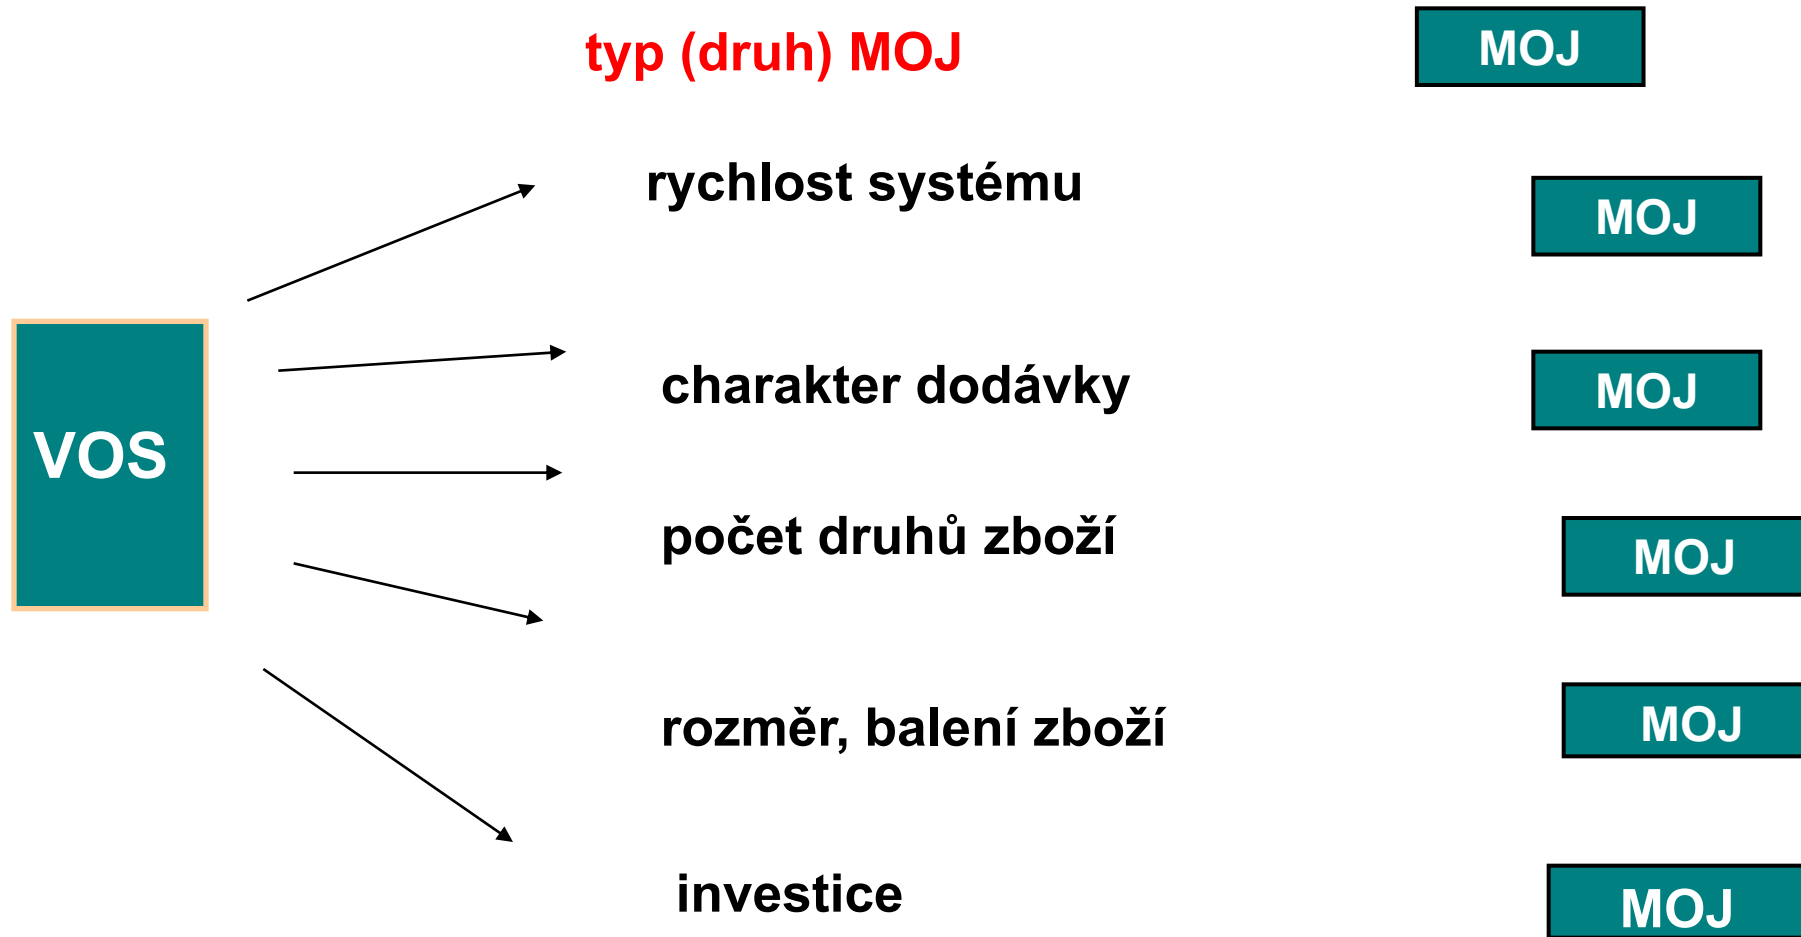 typ (druh) MOJ
MOJ
rychlost systému
MOJ
charakter dodávky
MOJ
VOS
počet druhů zboží
MOJ
rozměr, balení zboží
MOJ
investice
MOJ